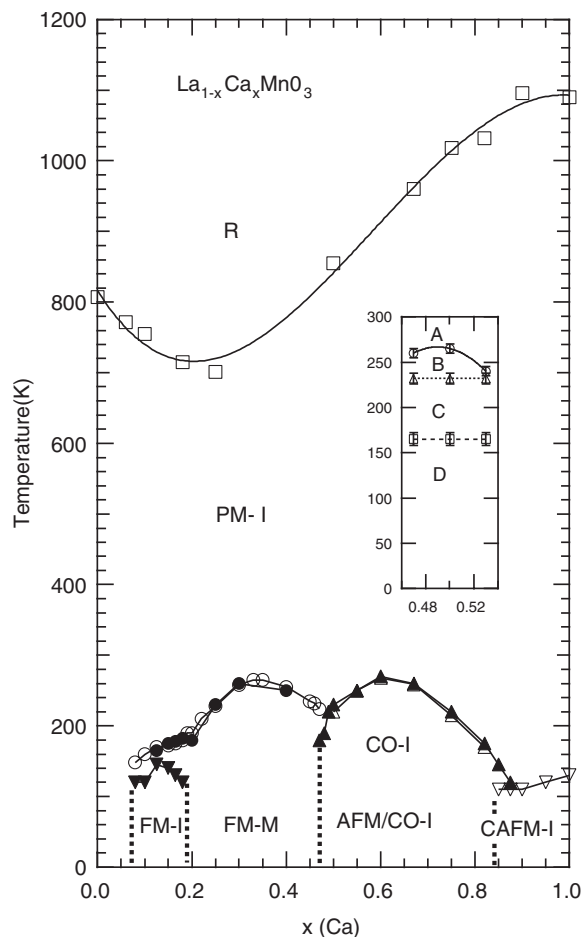 1200
La1-xCaxMn03
1000
R
800
300
A
250
B
200
C
600
150
D
Temperature(K)
PM- I
100
50
400
0
0.48 0.52
200
CO-I
FM-I FM-M AFM/CO-I CAFM-I
0
0.0 0.2 0.4 0.6 0.8 1.0
x (Ca)